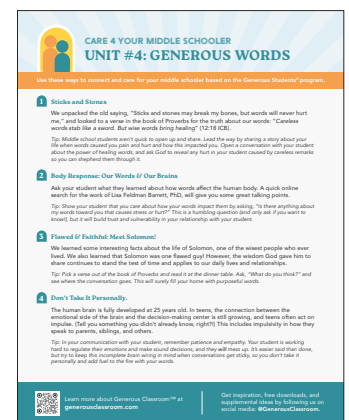 CARE 4 YOUR MIDDLE SCHOOLER
UNIT #4: GENEROUS WORDS
Use these ways to connect and care for your middle schooler based on the Generous Students® program.
1 Sticks and Stones
We unpacked the old saying, "Sticks and stones may break my bones, but words will never hurt
me," and looked to a verse in the book of Proverbs for the truth about our words: "Careless
words stab like a sword. But wise words bring healing" (12:18 ICB).
Tip: Middle school students aren't quick to open up and share. Lead the way by sharing a story about your
life when words caused you pain and hurt and how this impacted you. Open a conversation with your student
about the power of healing words, and ask God to reveal any hurt in your student caused by careless remarks
so you can shepherd them through it.
2 Body Response: Our Words & Our Brains
Ask your student what they learned about how words affect the human body. A quick online
search for the work of Lisa Feldman Barrett, PhD, will give you some great talking points.
Tip: Show your student that you care about how your words impact them by asking, "Is there anything about
my words toward you that causes stress or hurt?" This is a humbling question (and only ask if you want to
know!), but it will build trust and vulnerability in your relationship with your student.
3 Flawed & Faithful: Meet Solomon!
We learned some interesting facts about the life of Solomon, one of the wisest people who ever
lived. We also learned that Solomon was one flawed guy! However, the wisdom God gave him to
share continues to stand the test of time and applies to our daily lives and relationships.
Tip: Pick a verse out of the book of Proverbs and read it at the dinner table. Ask, "What do you think?" and
see where the conversation goes. This will surely fill your home with purposeful words.
4 Don't Take It Personally.
The human brain is fully developed at 25 years old. In teens, the connection between the
emotional side of the brain and the decision-making center is still growing, and teens often act on
impulse. (Tell you something you didn't already know, right?!) This includes impulsivity in how they
speak to parents, siblings, and others.
Tip: In your communication with your student, remember patience and empathy. Your student is working
hard to regulate their emotions and make sound decisions, and they will mess up. It's easier said than done,
but try to keep this incomplete brain wiring in mind when conversations get sticky, so you don't take it
personally and add fuel to the fire with your words.
Learn more about Generous Classroom™ at
generousclassroom.com
Get inspiration, free downloads, and
supplemental ideas by following us on
social media: @GenerousClassroom.